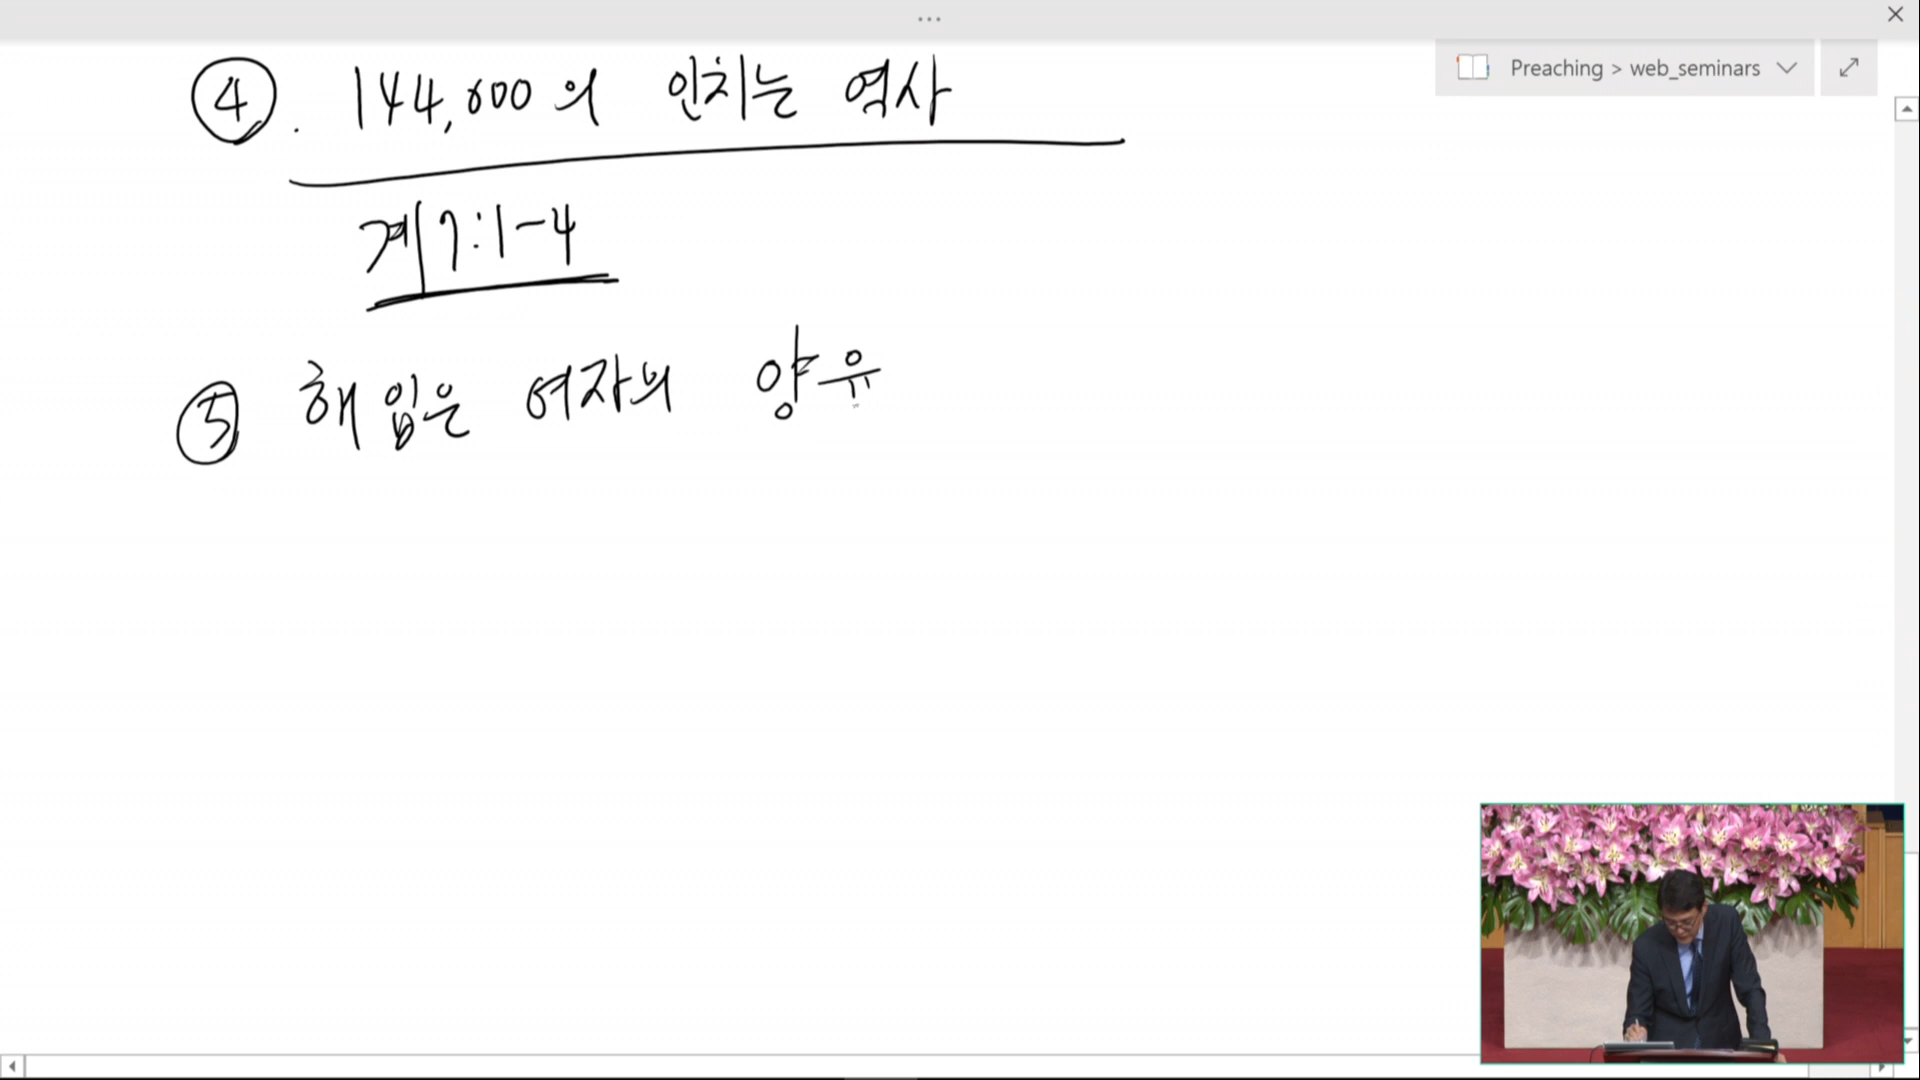 Preaching > web_seminars
④. 144,000의 인치는 역사
계 7:1-4
⑤ 해 입은 여자의 양육